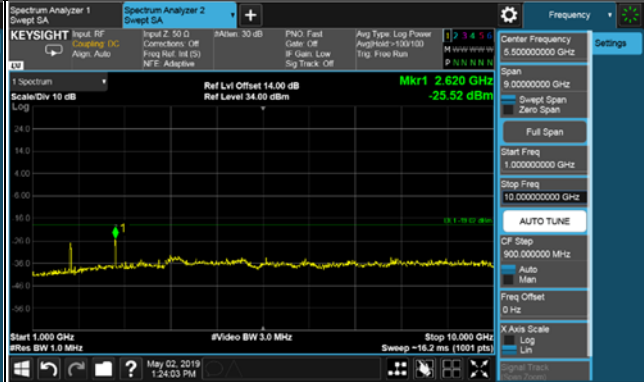 Spectrum Analyzer 1
Swept SA
Spectrum Analyzer 2
Swept SA
+
Frequency
KEYSIGHT
Input: RF
Coupling: DC
Align: Auto
Input Z: 50 Ω
Corrections: Off
Freq Ref: Int (S)
NFE: Adaptive
#Atten: 30 dB
PNO: Fast
Gate: Off
IF Gain: Low
Sig Track: Off
Avg Type: Log Power
Avg|Hold >100/100
Trig: Free Run
1 2 3 4 5 6
M W W W W W
P N N N N N
Center Frequency
5.500000000 GHz
Settings
Span
9.00000000 GHz
Swept Span
Zero Span
Full Span
Start Freq
1.000000000 GHz
Stop Freq
10.000000000 GHz
AUTO TUNE
CF Step
900.000000 MHz
Auto
Man
Freq Offset
0 Hz
X Axis Scale
Log
Lin
Signal Track
(Span Zoom)
LXI
1 Spectrum
Scale/Div 10 dB
Log
Ref Lvl Offset 14.00 dB
Ref Level 34.00 dBm
Mkr1 2.620 GHz
-25.52 dBm
24.0
14.0
4.00
-6.00
-16.0
-26.0
-36.0
-46.0
-56.0
1
Start 1.000 GHz
#Res BW 1.0 MHz
#Video BW 3.0 MHz
Stop 10.000 GHz
Sweep ~16.2 ms (1001 pts)
?
May 02, 2019
1:24:03 PM